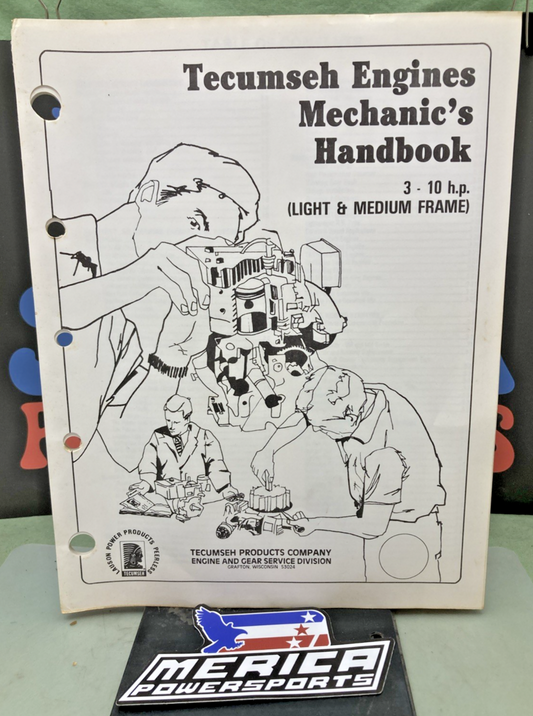 Tecumseh Engines
Mechanic's
Handbook
3 - 10 h.p.
(LIGHT & MEDIUM FRAME)
LAUSON POWER PRODUCTS PEERLESS
TECUMSEH
TECUMSEH PRODUCTS COMPANY
ENGINE AND GEAR SERVICE DIVISION
GRAFTON, WISCONSIN 53024
MERICA
POWERSPORTS